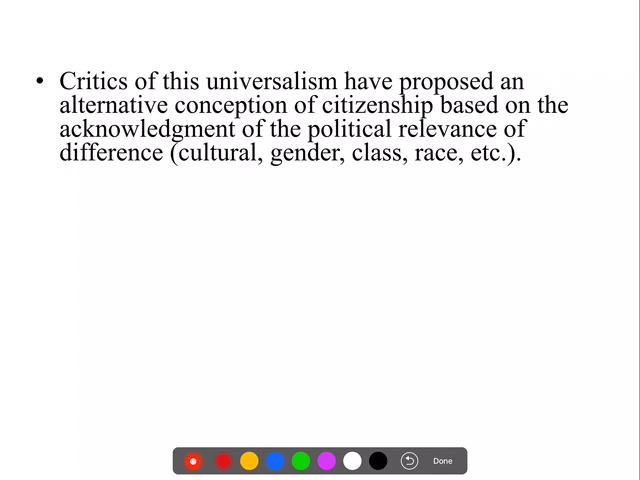 • Critics of this universalism have proposed an
alternative conception of citizenship based on the
acknowledgment of the political relevance of
difference (cultural, gender, class, race, etc.).
Done